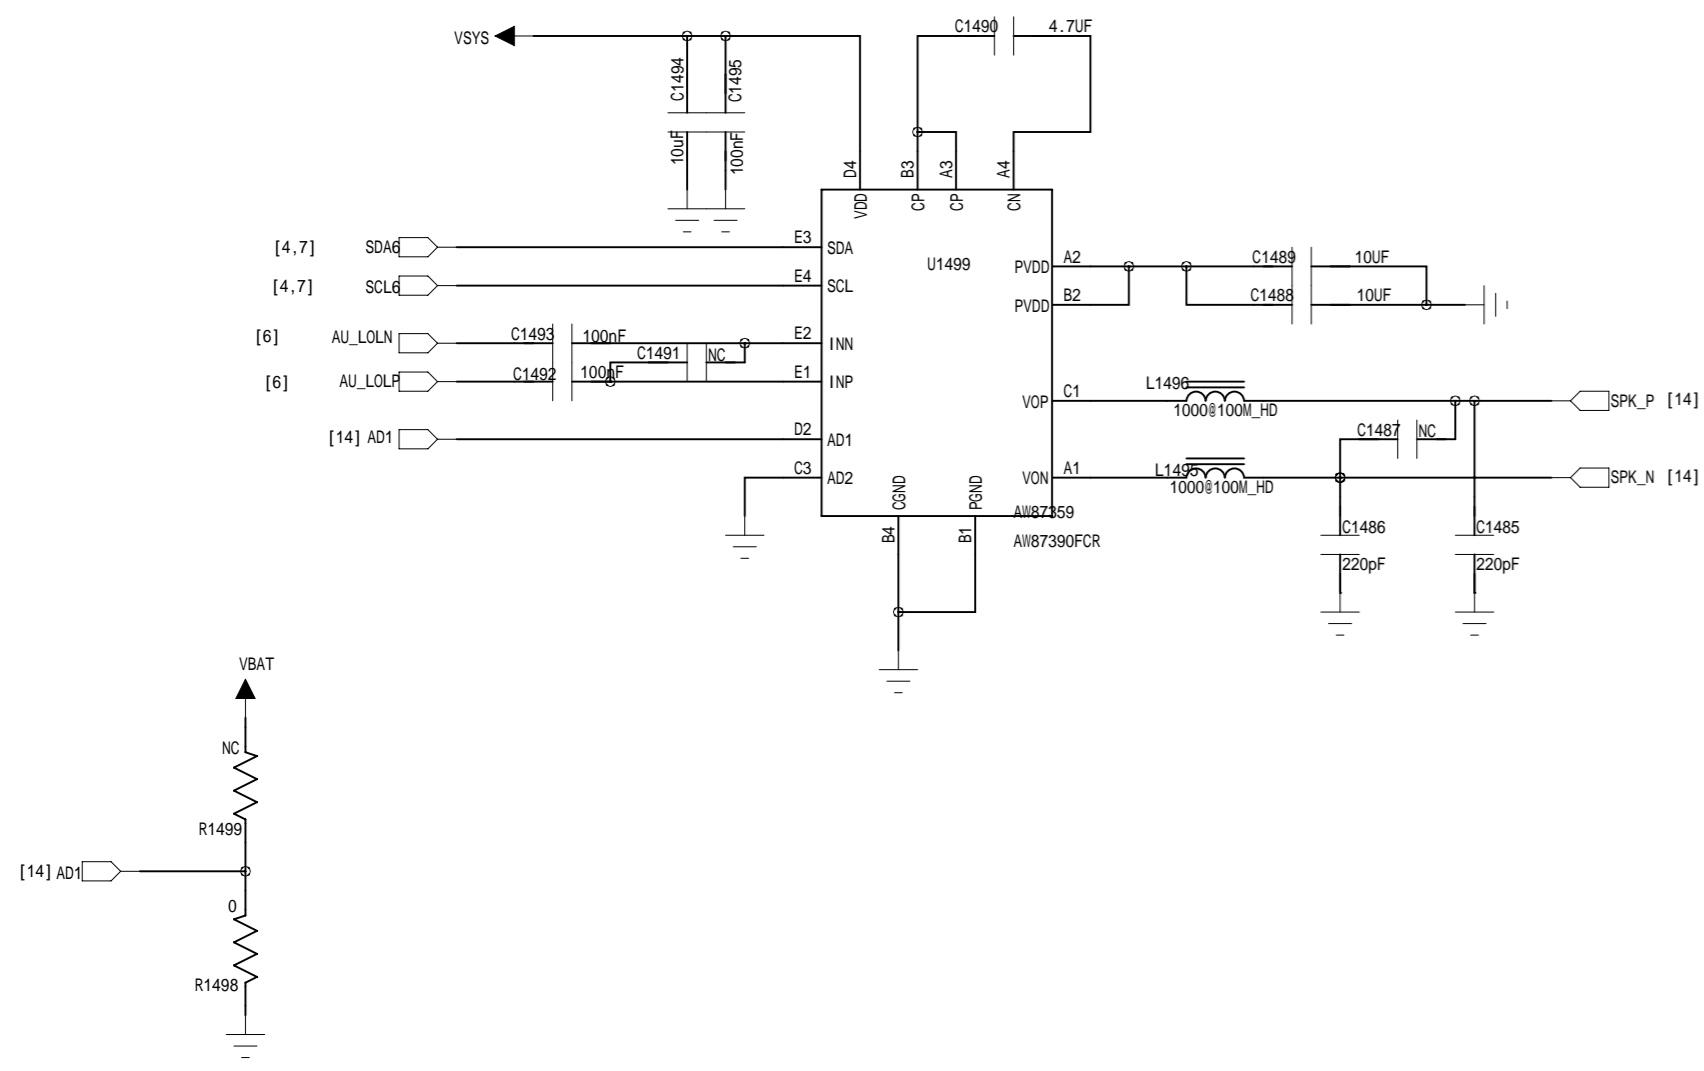 C1490 4.7UF
VSYS
C1494
C1495
10uF
100nF
D4
B3
A3
A4
VDD
CP
CP
CN
[4,7] SDA6 E3 SDA
[4,7] SCL6 E4 SCL
U1499
PVDD A2 C1489 10UF
PVDD B2 C1488 10UF
[6] AU_LOLN C1493 100nF E2 INN
C1491 NC
[6] AU_LOLP C1492 100nF E1 INP
VOP C1 L1496 SPK_P [14]
1000@100M_HD
[14] AD1 D2 AD1
C1487 NC
C3 AD2
VON A1 L1495 SPK_N [14]
1000@100M_HD
CGND
PGND
B4
B1
AW87359
AW87390FCR
C1486
220pF
C1485
220pF
VBAT
NC
R1499
[14] AD1
0
R1498